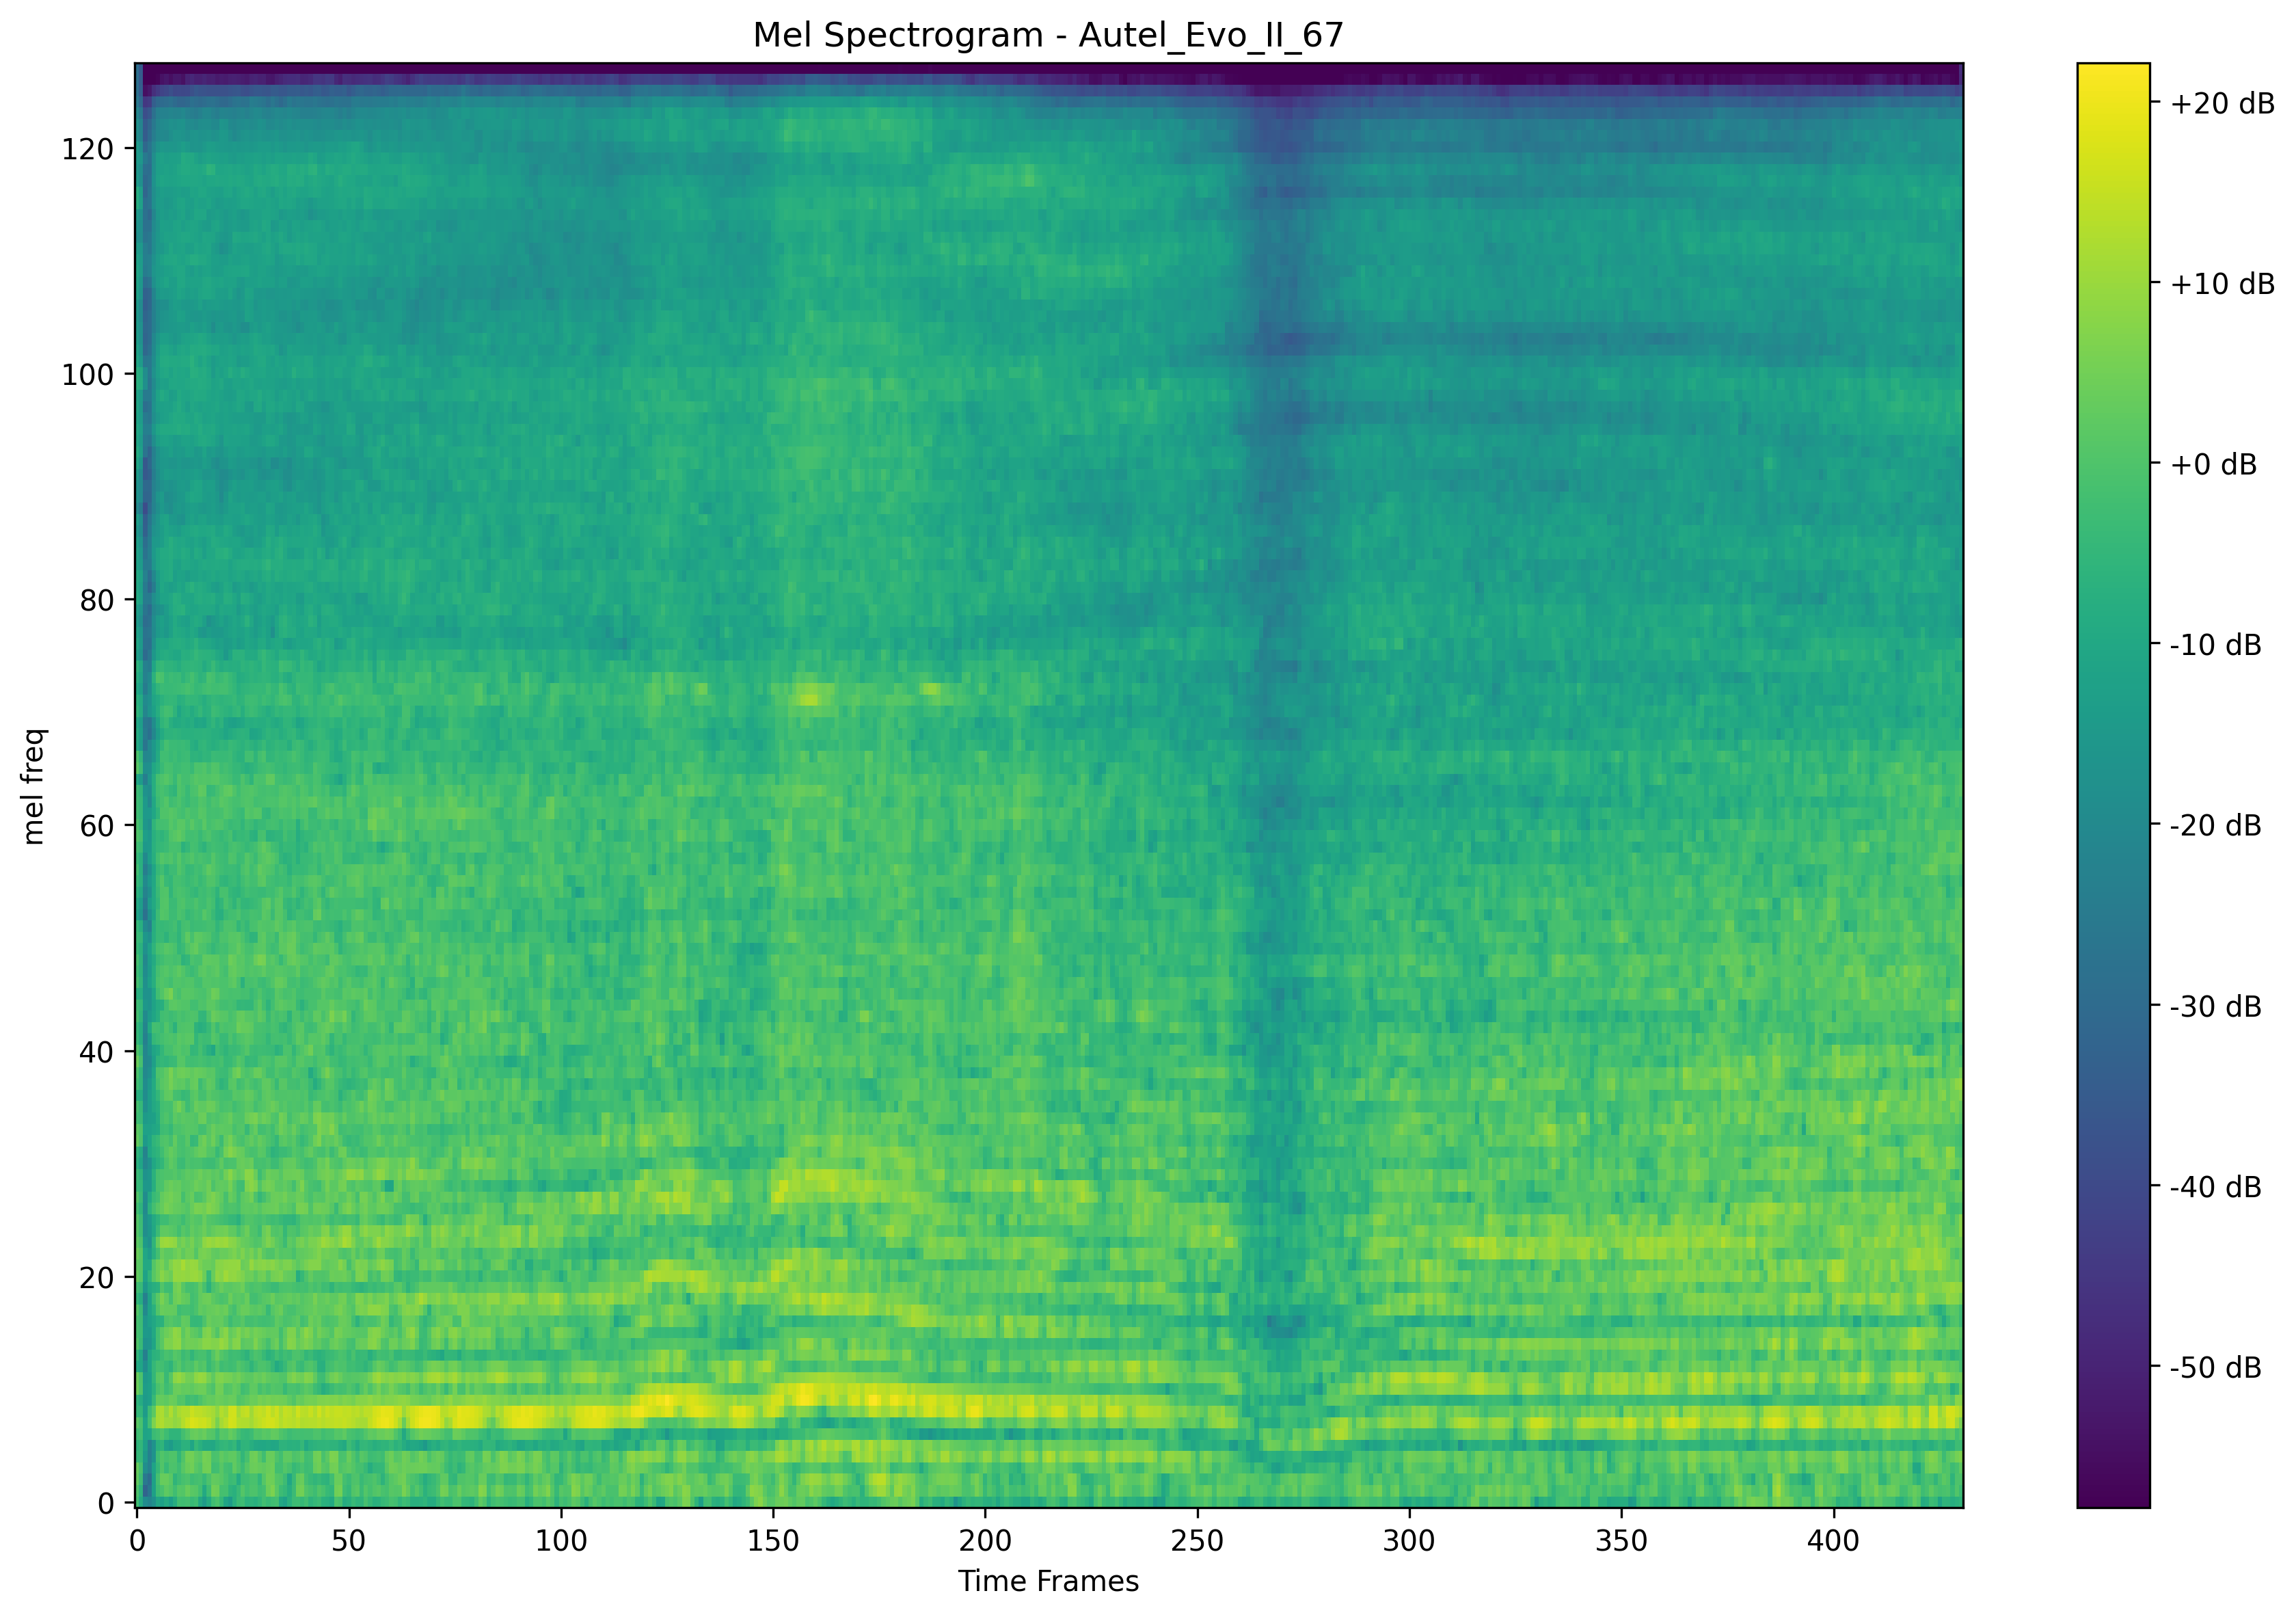 Mel Spectrogram - Autel_Evo_II_67
mel freq
120
100
80
60
40
20
0
0 50 100 150 200 250 300 350 400
Time Frames
+20 dB
+10 dB
+0 dB
-10 dB
-20 dB
-30 dB
-40 dB
-50 dB